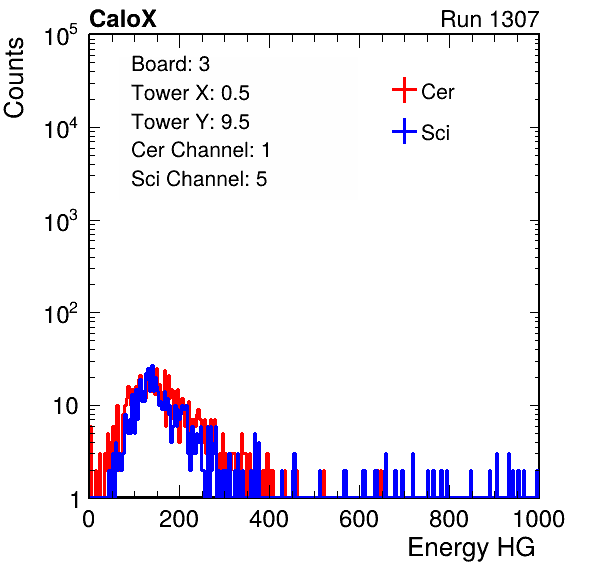 CaloX Run 1307
Counts
10^5
10^4
10^3
10^2
10
1
Board: 3
Tower X: 0.5
Tower Y: 9.5
Cer Channel: 1
Sci Channel: 5
Cer
Sci
0 200 400 600 800 1000
Energy HG